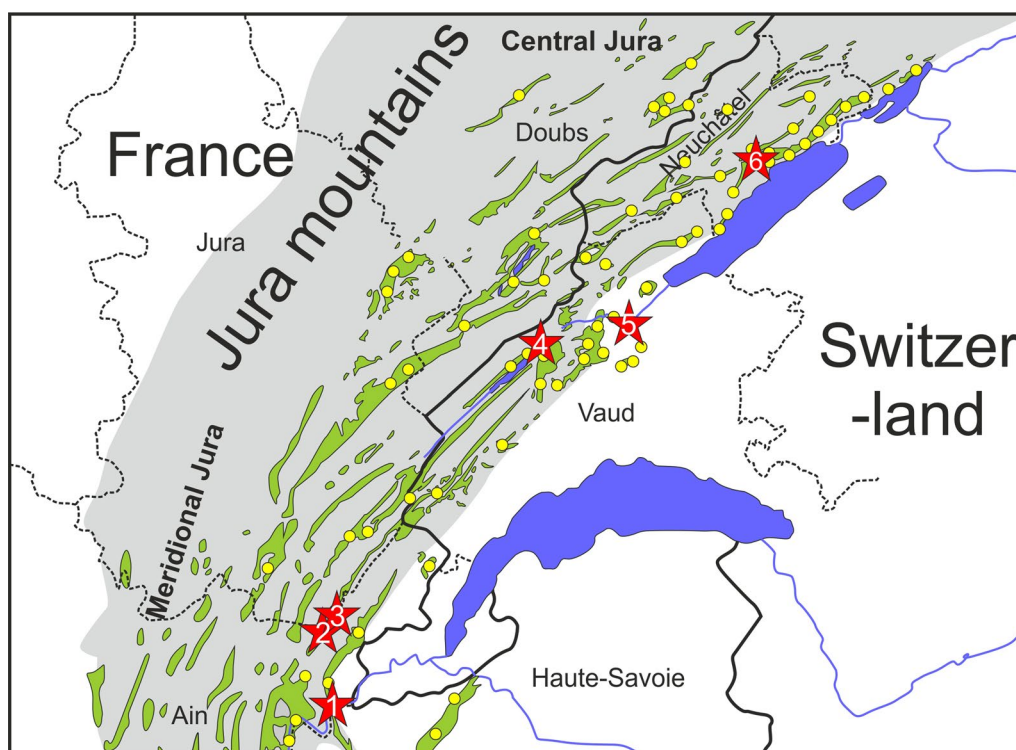 Central Jura
Jura mountains
Doubs
Neuchâtel
France
6
Jura
5
4
Switzer
-land
Vaud
Meridional Jura
3
2
Haute-Savoie
1
Ain